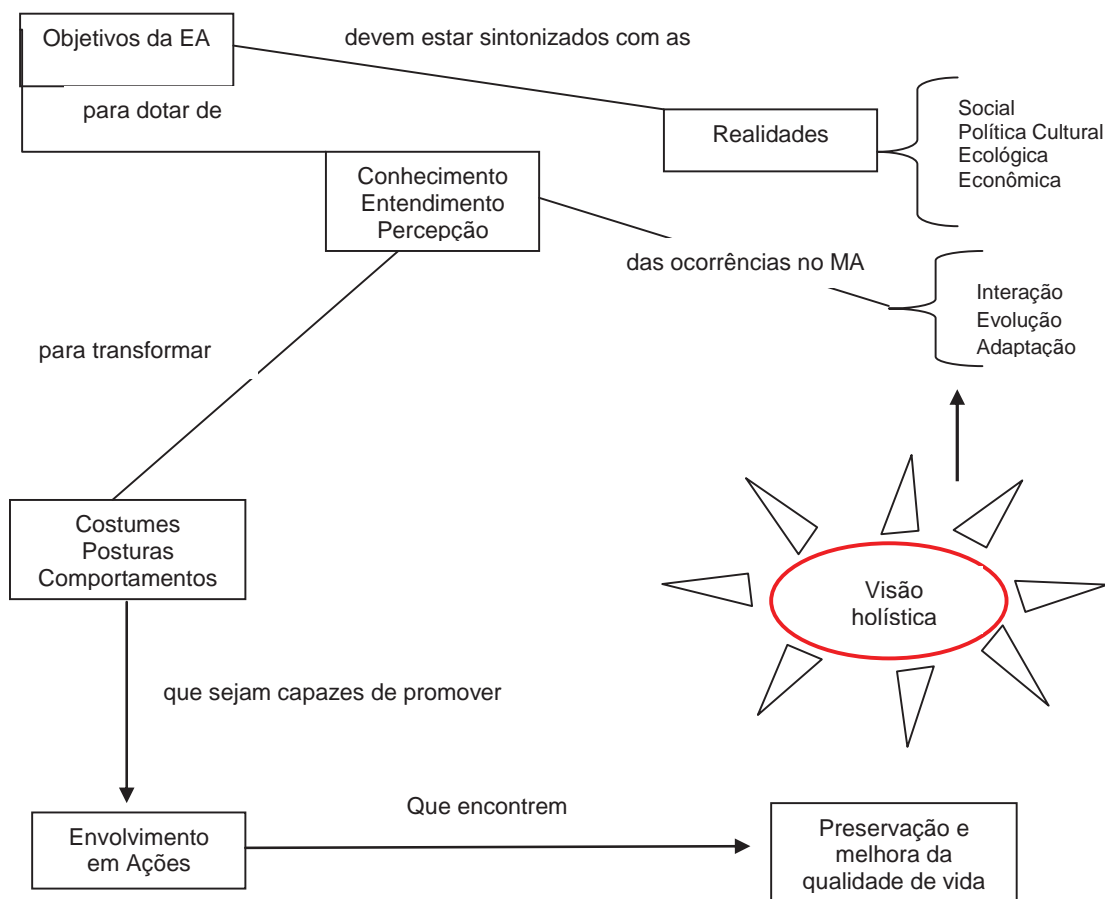 Objetivos da EA
devem estar sintonizados com as
para dotar de
Realidades
Social
Política Cultural
Ecológica
Econômica
Conhecimento
Entendimento
Percepção
das ocorrências no MA
Interação
Evolução
Adaptação
para transformar
Costumes
Posturas
Comportamentos
Visão
holística
que sejam capazes de promover
Que encontrem
Envolvimento
em Ações
Preservação e
melhora da
qualidade de vida